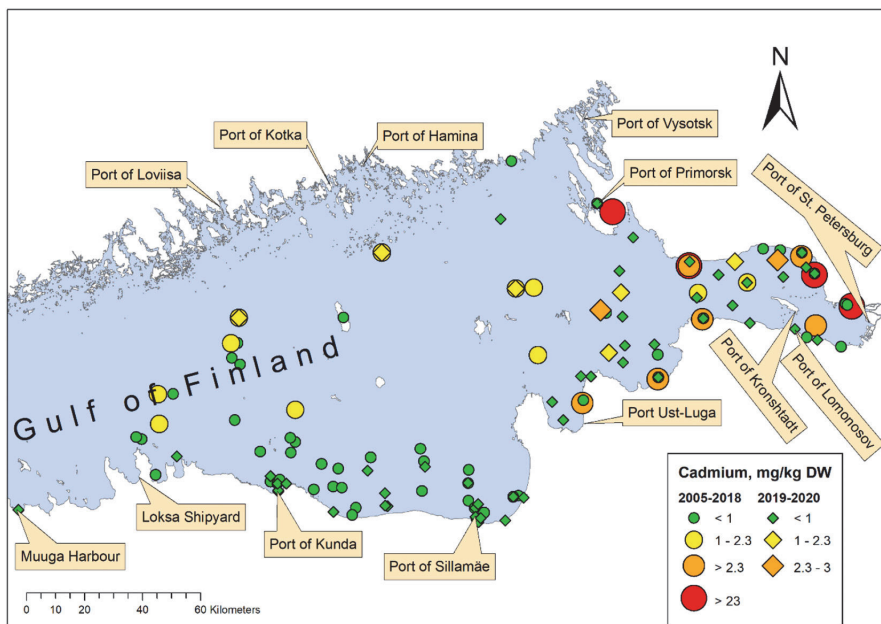 N
Port of Vysotsk
Port of Kotka
Port of Hamina
Port of Loviisa
Port of Primorsk
Port of St. Petersburg
Gulf of Finland
Port of Kronshtadt
Port of Lomonosov
Port Ust-Luga
Loksa Shipyard
Muuga Harbour
Port of Kunda
Port of Sillamäe
0 10 20 40 60 Kilometers
Cadmium, mg/kg DW
2005-2018 2019-2020
< 1 < 1
1 - 2.3 1 - 2.3
> 2.3 2.3 - 3
> 23